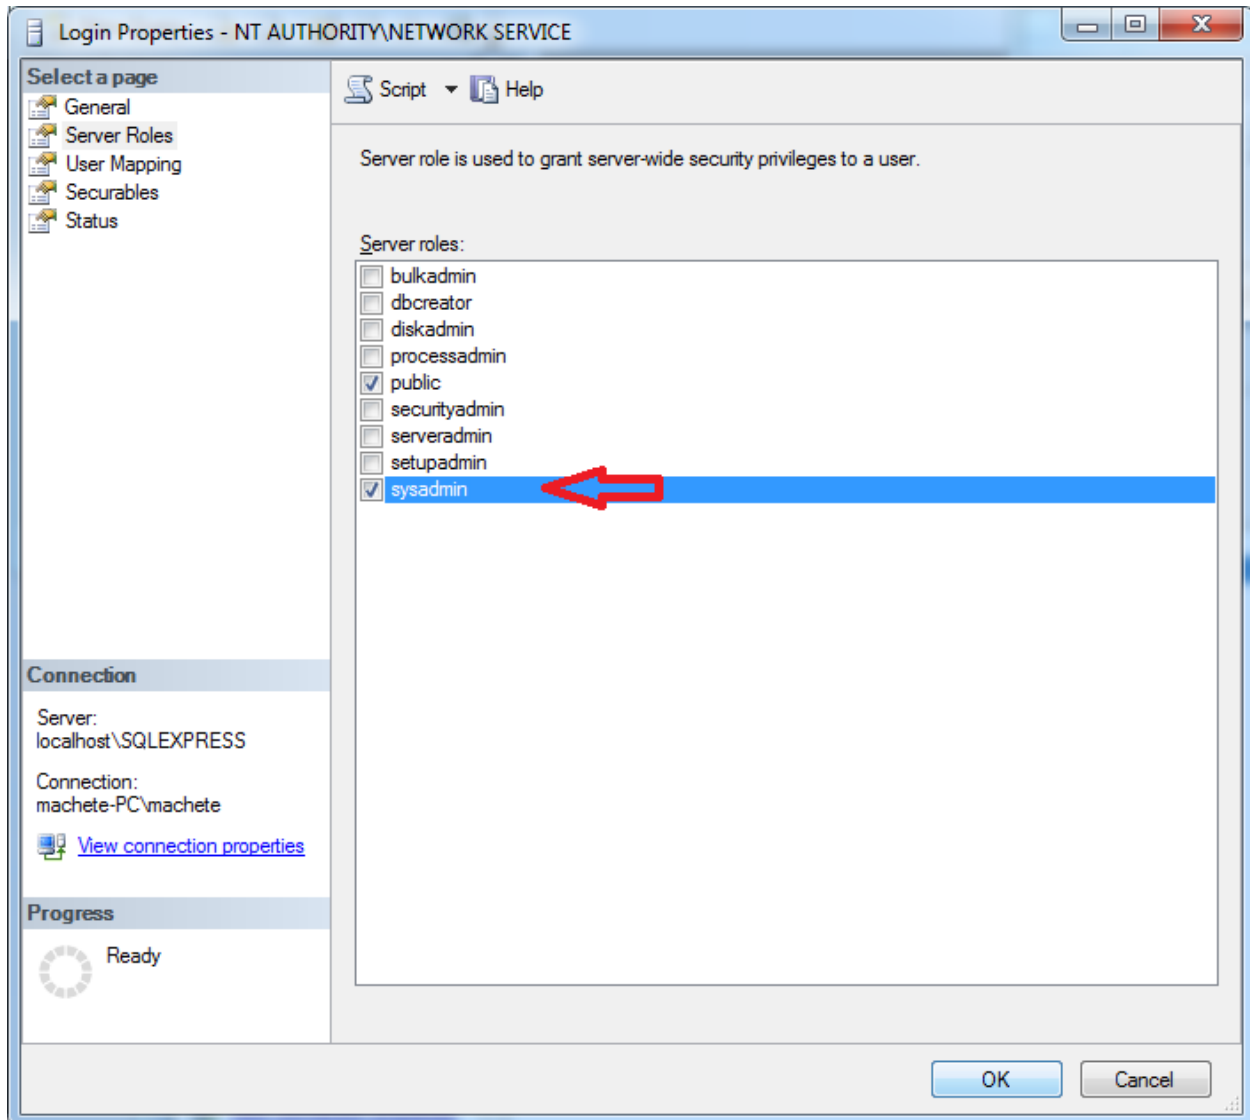 Login Properties - NT AUTHORITY\NETWORK SERVICE
Select a page
General
Server Roles
User Mapping
Securables
Status
Script
Help
Server role is used to grant server-wide security privileges to a user.
Server roles:
bulkadmin
dbcreator
diskadmin
processadmin
public
securityadmin
serveradmin
setupadmin
sysadmin
Connection
Server:
localhost\SQLEXPRESS
Connection:
machete-PC\machete
View connection properties
Progress
Ready
OK
Cancel